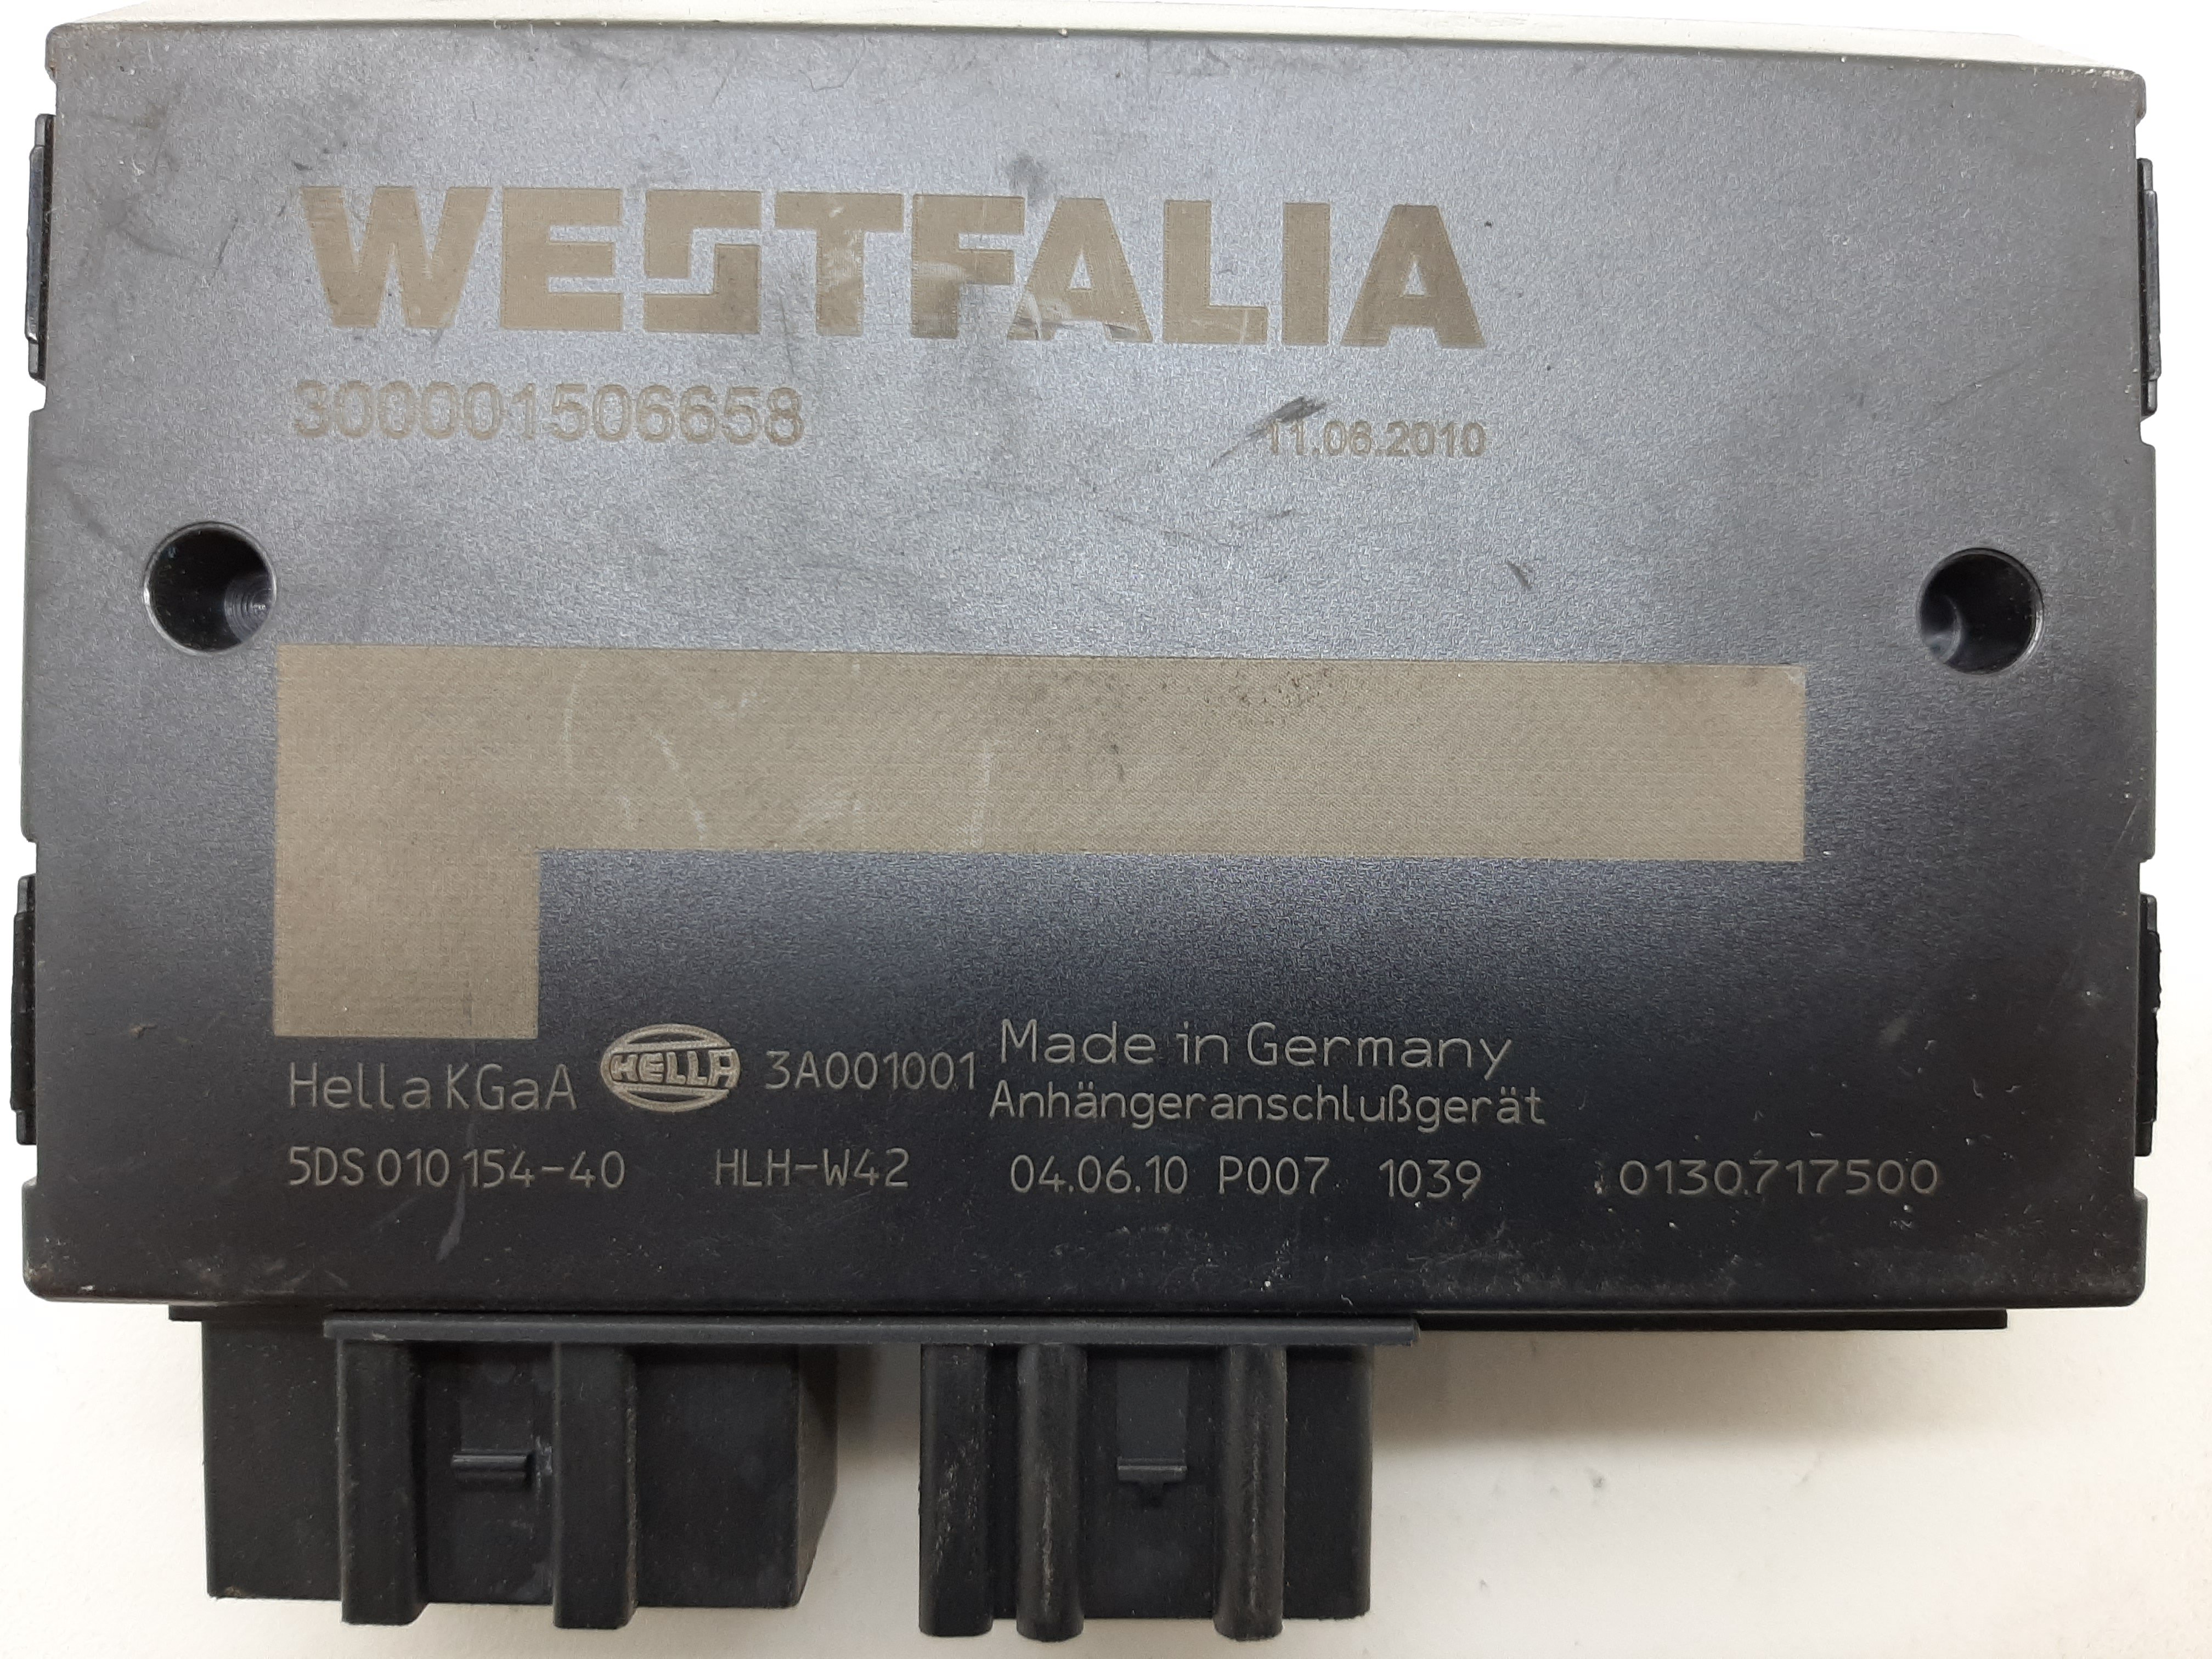 WESTFALIA
300001506658 11.06.2010
Hella KGaA HELLA 3A001001 Made in Germany
Anhängeranschlußgerät
5DS 010 154-40 HLH-W42 04.06.10 P007 1039 0130717500